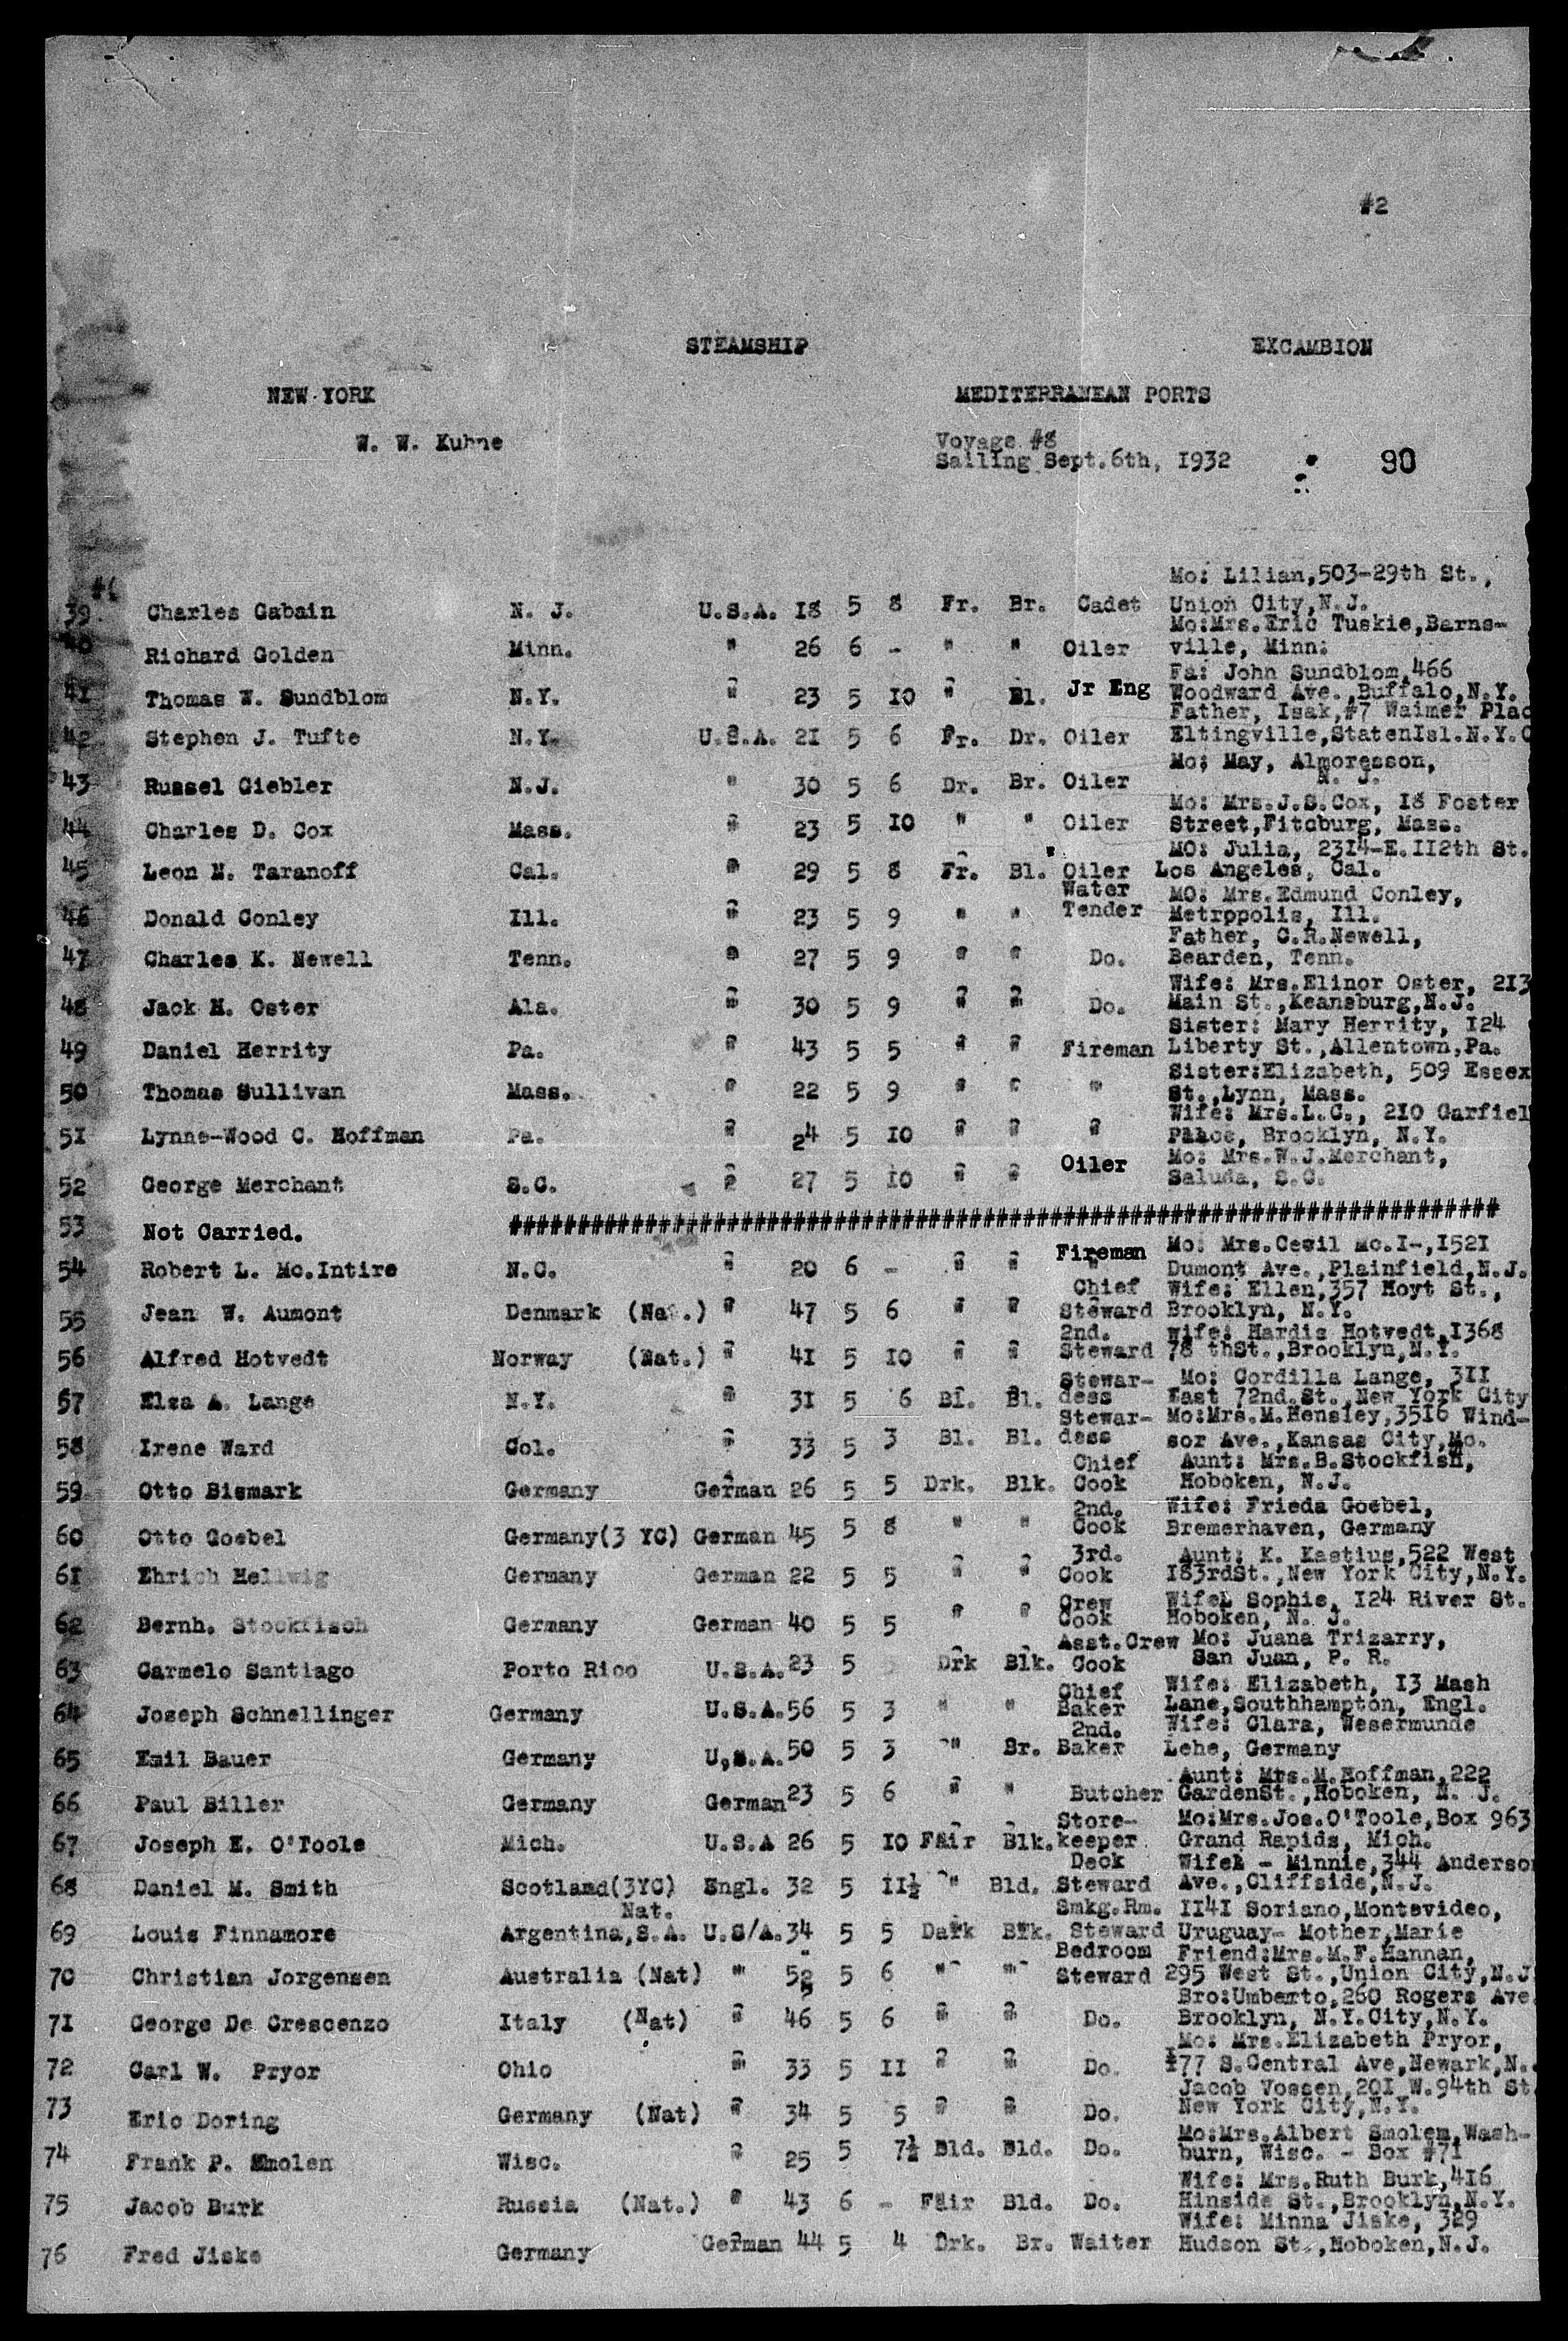 #2
STEAMSHIP EXCAMBION
NEW YORK MEDITERRANEAN PORTS
W. W. Kuhne Voyage #8
Sailing Sept.6th, 1932 90
Mo: Lilian,503-29th St.,
39 Charles Gabain N. J. U.S.A. 18 5 8 Fr. Br. Cadet Union City,N.J.
Mo:Mrs.Eric Tuskie,Barns-
40 Richard Golden Minn. " 26 6 - " " Oiler ville, Minn:
Fa: John Sundblom,466
41 Thomas W. Sundblom N.Y. " 23 5 10 " Bl. Jr Eng Woodward Ave.,Buffalo,N.Y.
Father, Isak,#7 Waimer Plac
42 Stephen J. Tufte N.Y. U.S.A. 21 5 6 Fr. Dr. Oiler Eltingville,StatenIsl.N.Y.C
Mo: May, Almoresson,
43 Russel Giebler N.J. " 30 5 6 Dr. Br. Oiler N. J.
Mo: Mrs.J.S.Cox, 18 Foster
44 Charles D. Cox Mass. " 23 5 10 " " Oiler Street,Fitcburg, Mass.
MO: Julia, 2314-E.112th St.
45 Leon N. Taranoff Cal. " 29 5 8 Fr. Bl. Oiler Los Angeles, Cal.
Water MO: Mrs.Edmund Conley,
46 Donald Conley Ill. " 23 5 9 " " Tender Metrppolis, Ill.
Father, C.R.Newell,
47 Charles K. Newell Tenn. " 27 5 9 " " Do. Bearden, Tenn.
Wife: Mrs.Elinor Oster, 213
48 Jack H. Oster Ala. " 30 5 9 " " Do. Main St.,Keansburg,N.J.
Sister: Mary Herrity, 124
49 Daniel Herrity Pa. " 43 5 5 " " Fireman Liberty St.,Allentown,Pa.
Sister:Elizabeth, 509 Essex
50 Thomas Sullivan Mass. " 22 5 9 " " " St.,Lynn, Mass.
Wife: Mrs.L.C., 210 Garfiel
51 Lynne-Wood C. Hoffman Pa. " 24 5 10 " " " Place, Brooklyn, N.Y.
Mo: Mrs.W.J.Merchant,
52 George Merchant S.C. " 27 5 10 " " Oiler Saluda, S.C.
53 Not Carried. ##########################################################################
Mo: Mrs.Cecil Mc.I-,1521
54 Robert L. Mc.Intire N.C. " 20 6 - " " Fireman Dumont Ave.,Plainfield,N.J.
Chief Wife: Ellen,357 Hoyt St.,
55 Jean W. Aumont Denmark (Nat.) " 47 5 6 " " Steward Brooklyn, N.Y.
2nd. wife: Hardis Hotvedt,1368
56 Alfred Hotvedt Norway (Nat.) " 41 5 10 " " Steward 78 thSt.,Brooklyn,N.Y.
Stewar- Mo: Cordilla Lange, 311
57 Elsa A. Lange N.Y. " 31 5 6 Bl. Bl. dess East 72nd.St.,New York City
Stewar- Mo:Mrs.M.Hensley,3516 Wind-
58 Irene Ward Col. " 33 5 3 Bl. Bl. dess sor Ave.,Kansas City,Mo.
Chief Aunt: Mrs.B.Stockfish,
59 Otto Bismark Germany German 26 5 5 Drk. Blk. Cook Hoboken, N.J.
2nd. Wife: Frieda Goebel,
60 Otto Goebel Germany(3 YC) German 45 5 8 " " Cook Bremerhaven, Germany
3rd. Aunt: K. Kastius,522 West
61 Ehrich Hellwig Germany German 22 5 5 " " Cook 183rdSt.,New York City,N.Y.
Crew Wife: Sophie, 124 River St.
62 Bernh. Stockfisch Germany German 40 5 5 " " Cook Hoboken, N. J.
Asst.Crew Mo: Juana Trizarry,
63 Carmelo Santiago Porto Rico U.S.A.23 5 5 Drk Blk. Cook San Juan, P. R.
Chief Wife: Elizabeth, 13 Mash
64 Joseph Schnellinger Germany U.S.A.56 5 3 " " Baker Lane,Southhampton, Engl.
2nd. Wife: Clara, Wesermunde
65 Emil Bauer Germany U,S.A.50 5 3 " Br. Baker Lehe, Germany
Aunt: Mrs.M.Hoffman,222
66 Paul Biller Germany German 23 5 6 " " Butcher GardenSt.,Hoboken, N. J.
Store- Mo:Mrs.Jos.O'Toole,Box 963
67 Joseph E. O'Toole Mich. U.S.A 26 5 10 Fair Blk. keeper Grand Rapids, Mich.
Deck Wife - Minnie,344 Anderson
68 Daniel M. Smith Scotland(3YC) Engl. 32 5 11½ " Bld. Steward Ave.,Cliffside,N.J.
Nat. Smkg.Rm. 1141 Soriano,Montevideo,
69 Louis Finnamore Argentina,S.A. U.S/A.34 5 5 Dark Blk. Steward Uruguay- Mother,Marie
Bedroom Friend:Mrs.M.F.Hannan,
70 Christian Jorgensen Australia (Nat) " 52 5 6 " " Steward 295 West St.,Union City,N.J
Bro:Umberto,260 Rogers Ave.
71 George De Crescenzo Italy (Nat) " 46 5 6 " " Do. Brooklyn, N.Y.City,N.Y.
Mo: Mrs.Elizabeth Pryor,
72 Carl W. Pryor Ohio " 33 5 11 " " Do. 177 S.Central Ave,Newark,N.
Jacob Vossen,201 W.94th St.
73 Eric Doring Germany (Nat) " 34 5 5 " " Do. New York City,N.Y.
Mo:Mrs.Albert Smolen,Wash-
74 Frank P. Smolen Wisc. " 25 5 7½ Bld. Bld. Do. burn, Wisc. - Box #71
Wife: Mrs.Ruth Burk,416
75 Jacob Burk Russia (Nat.) " 43 6 - Fair Bld. Do. Hinside St.,Brooklyn,N.Y.
Wife: Minna Jiske, 329
76 Fred Jiske Germany German 44 5 4 Drk. Br. Waiter Hudson St.,Hoboken,N.J.